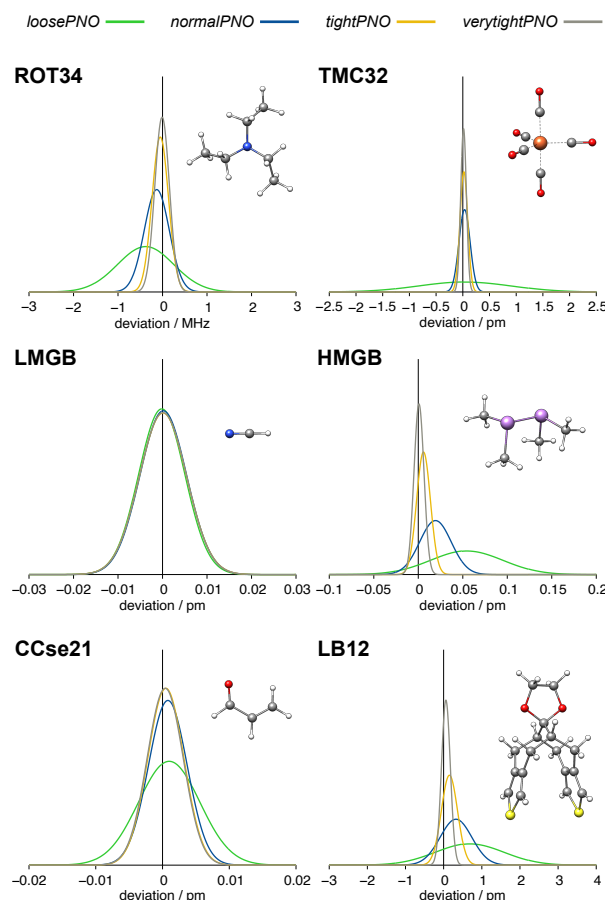 loosePNO normalPNO tightPNO verytightPNO
ROT34 TMC32
−3 −2 −1 0 1 2 3 −2.5 −2 −1.5 −1 −0.5 0 0.5 1 1.5 2 2.5
deviation / MHz deviation / pm
LMGB HMGB
−0.03 −0.02 −0.01 0 0.01 0.02 0.03 −0.1 −0.05 0 0.05 0.1 0.15 0.2
deviation / pm deviation / pm
CCse21 LB12
−0.02 −0.01 0 0.01 0.02 −3 −2 −1 0 1 2 3 4
deviation / pm deviation / pm